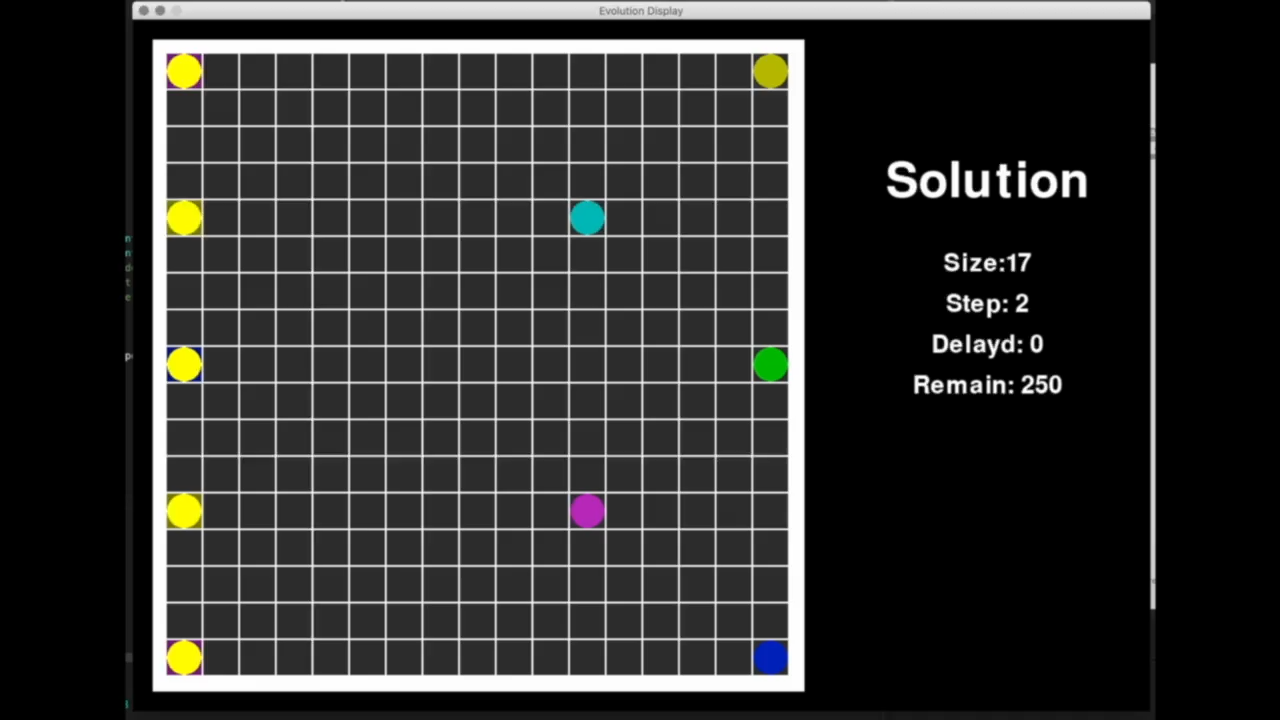 Evolution Display
Solution
Size:17
Step: 2
Delayd: 0
Remain: 250